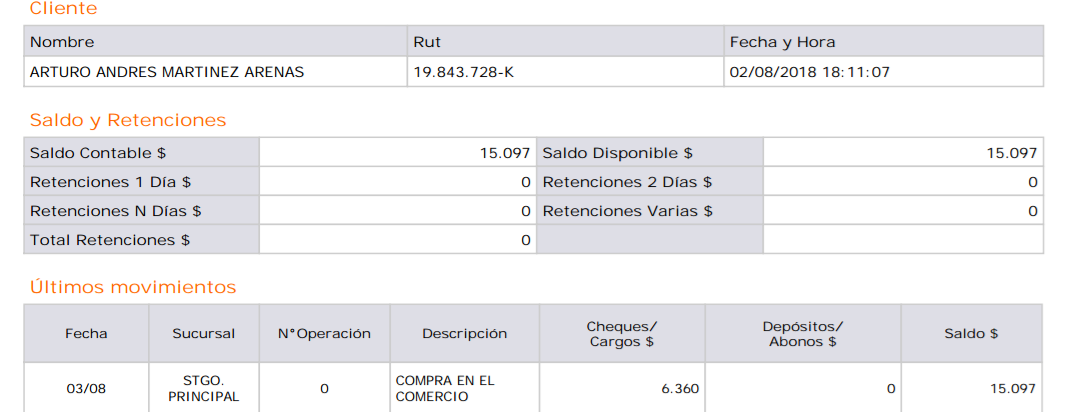 Cliente
Nombre Rut Fecha y Hora
ARTURO ANDRES MARTINEZ ARENAS 19.843.728-K 02/08/2018 18:11:07
Saldo y Retenciones
Saldo Contable $ 15.097 Saldo Disponible $ 15.097
Retenciones 1 Día $ 0 Retenciones 2 Días $ 0
Retenciones N Días $ 0 Retenciones Varias $ 0
Total Retenciones $ 0
Últimos movimientos
Fecha Sucursal N°Operación Descripción Cheques/ Cargos $ Depósitos/ Abonos $ Saldo $
03/08 STGO. PRINCIPAL 0 COMPRA EN EL COMERCIO 6.360 0 15.097